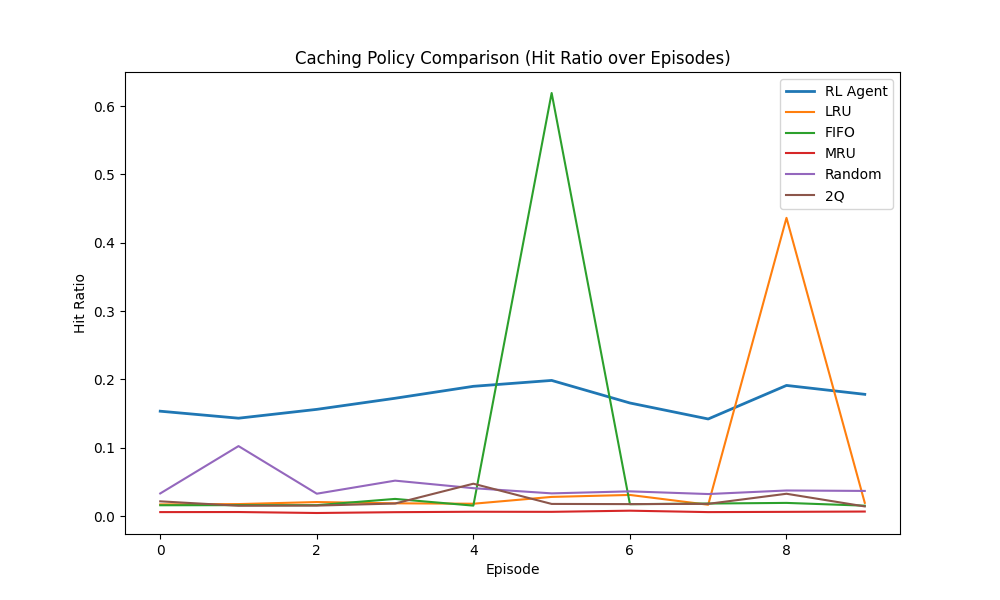 Caching Policy Comparison (Hit Ratio over Episodes)
RL Agent
LRU
FIFO
MRU
Random
2Q
Hit Ratio
0.6
0.5
0.4
0.3
0.2
0.1
0.0
0 2 4 6 8
Episode